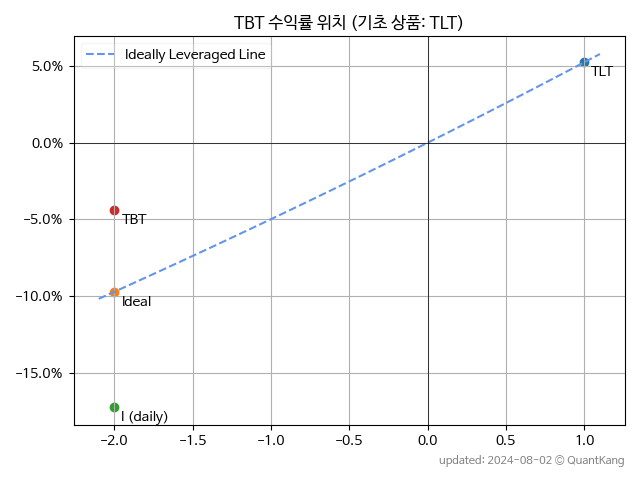 TBT 수익률 위치 (기초 상품: TLT)
Ideally Leveraged Line
5.0%
0.0%
−5.0%
−10.0%
−15.0%
TLT
TBT
Ideal
I (daily)
−2.0 −1.5 −1.0 −0.5 0.0 0.5 1.0
updated: 2024-08-02 © QuantKang